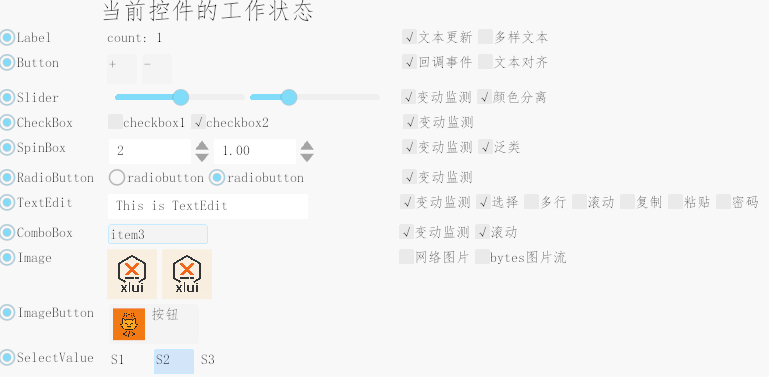 当前控件的工作状态
Label count: 1 文本更新 多样文本
Button + - 回调事件 文本对齐
Slider 变动监测 颜色分离
CheckBox checkbox1 checkbox2 变动监测
SpinBox 2 1.00 变动监测 泛类
RadioButton radiobutton radiobutton 变动监测
TextEdit This is TextEdit 变动监测 选择 多行 滚动 复制 粘贴 密码
ComboBox item3 变动监测 滚动
Image xlui xlui 网络图片 bytes图片流
ImageButton 按钮
SelectValue S1 S2 S3